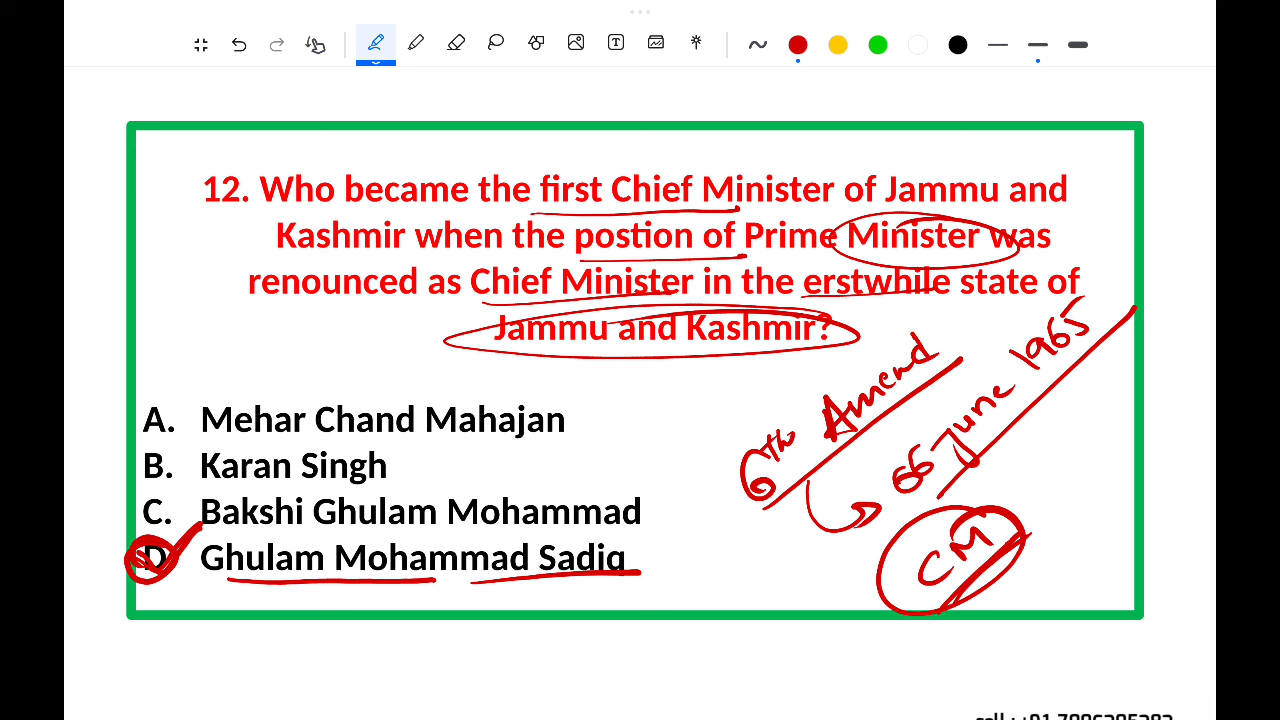 12. Who became the first Chief Minister of Jammu and
Kashmir when the postion of Prime Minister was
renounced as Chief Minister in the erstwhile state of
Jammu and Kashmir?
A. Mehar Chand Mahajan
B. Karan Singh
C. Bakshi Ghulam Mohammad
D. Ghulam Mohammad Sadiq
6th Amend
06 June 1965
CM